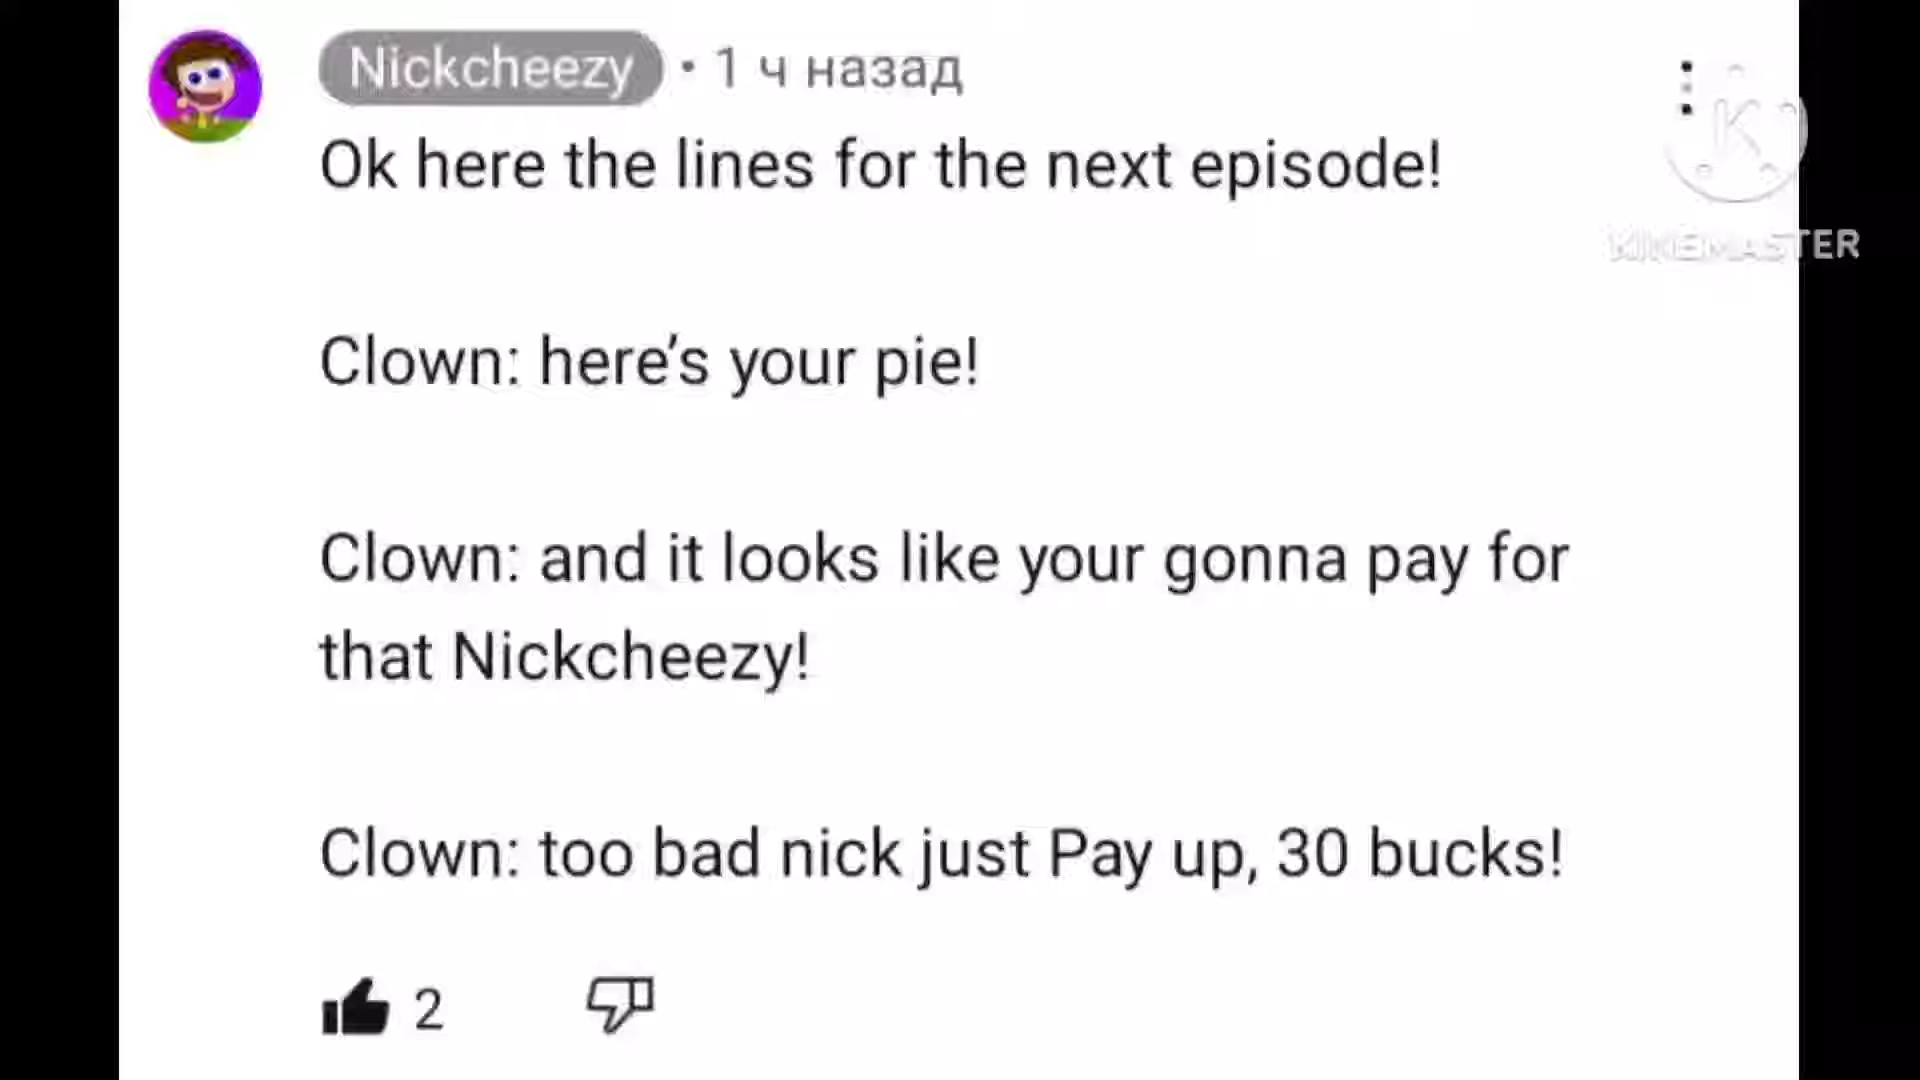 Nickcheezy • 1 ч назад
Ok here the lines for the next episode!
Clown: here’s your pie!
Clown: and it looks like your gonna pay for
that Nickcheezy!
Clown: too bad nick just Pay up, 30 bucks!
2
K
KINEMASTER